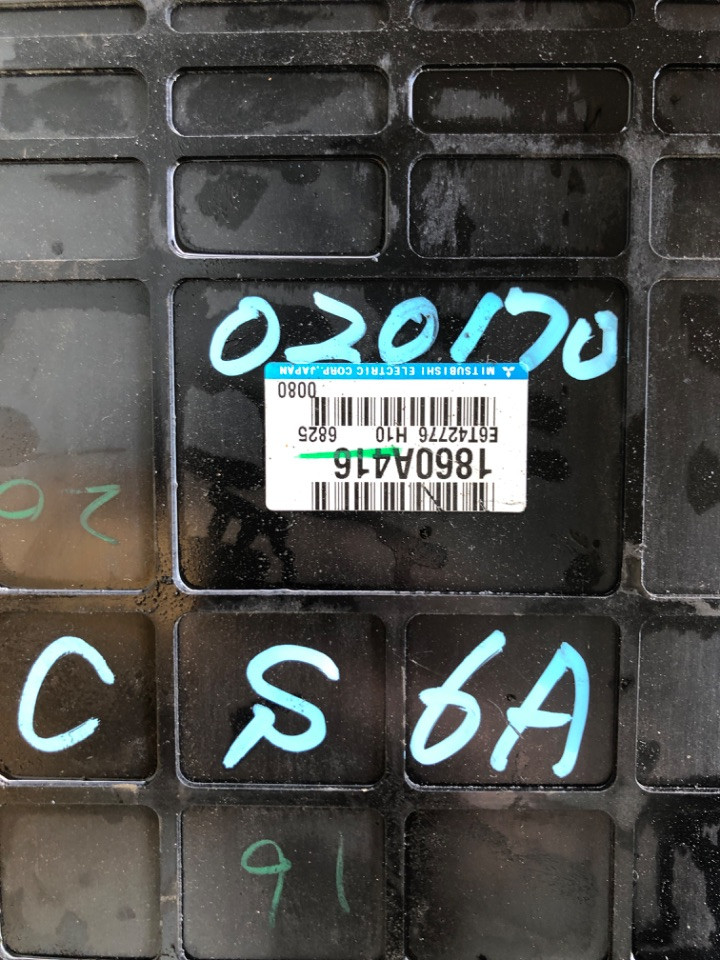 020170
1860A416
E6T42776 H10 6825
0080
MITSUBISHI ELECTRIC CORP.,JAPAN
C S 6A